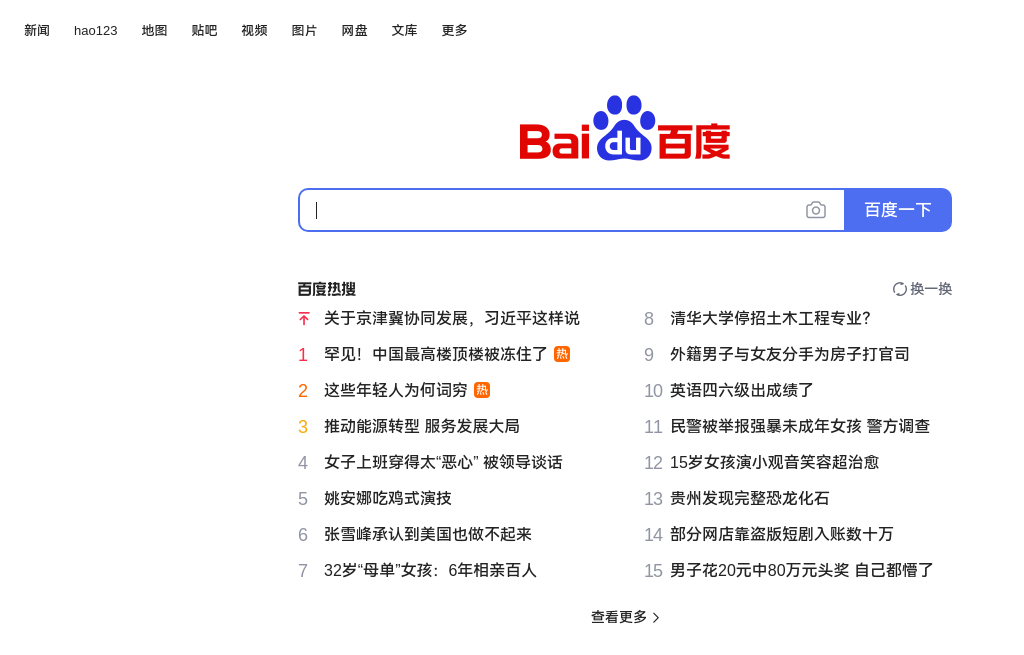 新闻 hao123 地图 贴吧 视频 图片 网盘 文库 更多
Bai du 百度
百度一下
百度热搜 换一换
关于京津冀协同发展，习近平这样说
1 罕见！中国最高楼顶楼被冻住了 热
2 这些年轻人为何词穷 热
3 推动能源转型 服务发展大局
4 女子上班穿得太“恶心” 被领导谈话
5 姚安娜吃鸡式演技
6 张雪峰承认到美国也做不起来
7 32岁“母单”女孩：6年相亲百人
8 清华大学停招土木工程专业？
9 外籍男子与女友分手为房子打官司
10 英语四六级出成绩了
11 民警被举报强暴未成年女孩 警方调查
12 15岁女孩演小观音笑容超治愈
13 贵州发现完整恐龙化石
14 部分网店靠盗版短剧入账数十万
15 男子花20元中80万元头奖 自己都懵了
查看更多